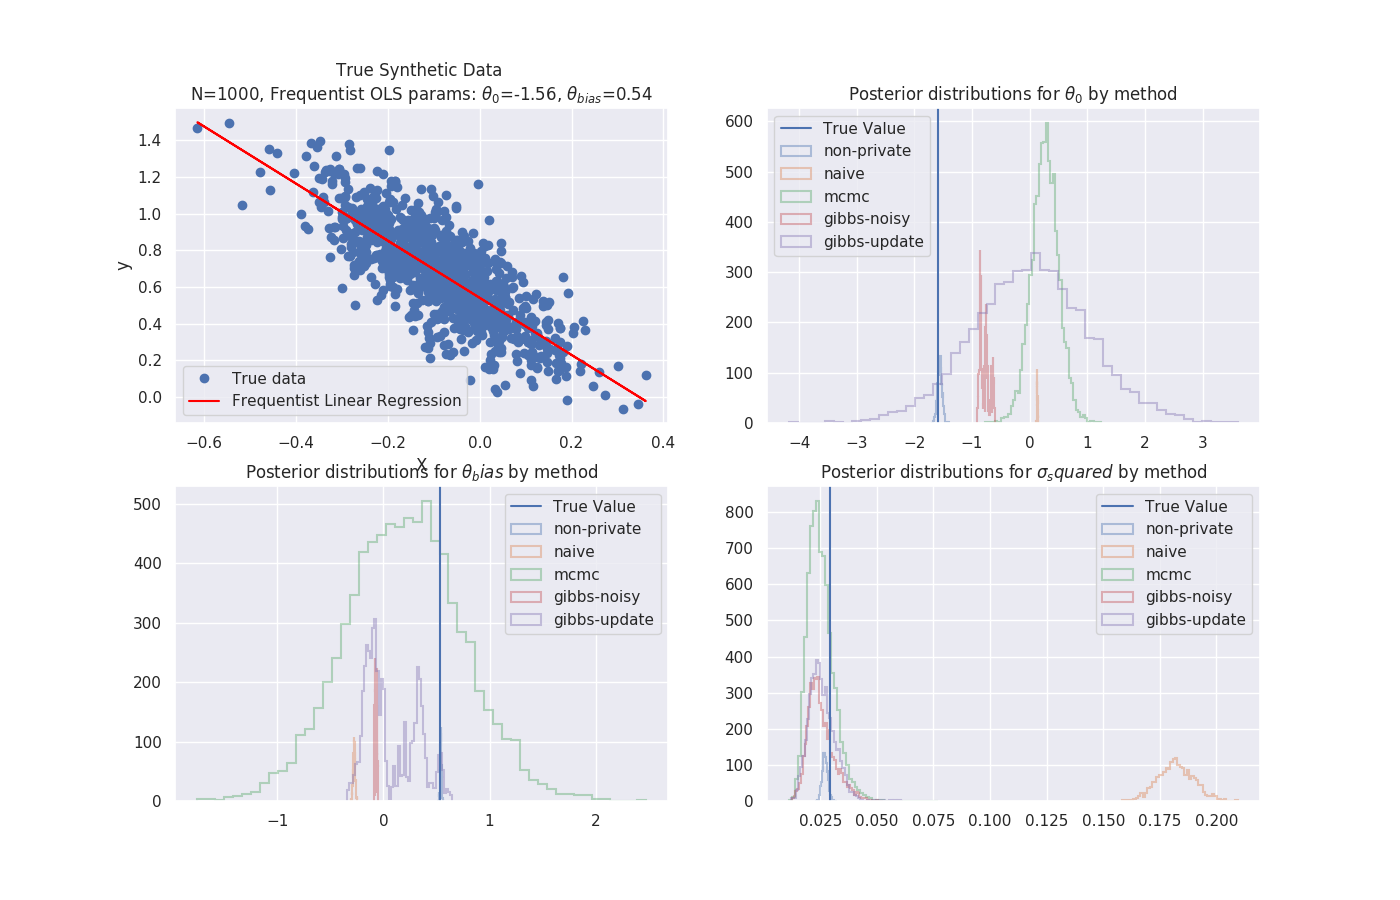 True Synthetic Data
N=1000, Frequentist OLS params: θ₀=-1.56, θ_bias=0.54
1.4
1.2
1.0
0.8
0.6
0.4
0.2
0.0
y
True data
Frequentist Linear Regression
−0.6
−0.4
−0.2
0.0
0.2
0.4
X
Posterior distributions for θ₀ by method
600
500
400
300
200
100
0
True Value
non-private
naive
mcmc
gibbs-noisy
gibbs-update
−4
−3
−2
−1
0
1
2
3
Posterior distributions for θ_bias by method
500
400
300
200
100
0
True Value
non-private
naive
mcmc
gibbs-noisy
gibbs-update
−1
0
1
2
Posterior distributions for σ_squared by method
800
700
600
500
400
300
200
100
0
True Value
non-private
naive
mcmc
gibbs-noisy
gibbs-update
0.025
0.050
0.075
0.100
0.125
0.150
0.175
0.200